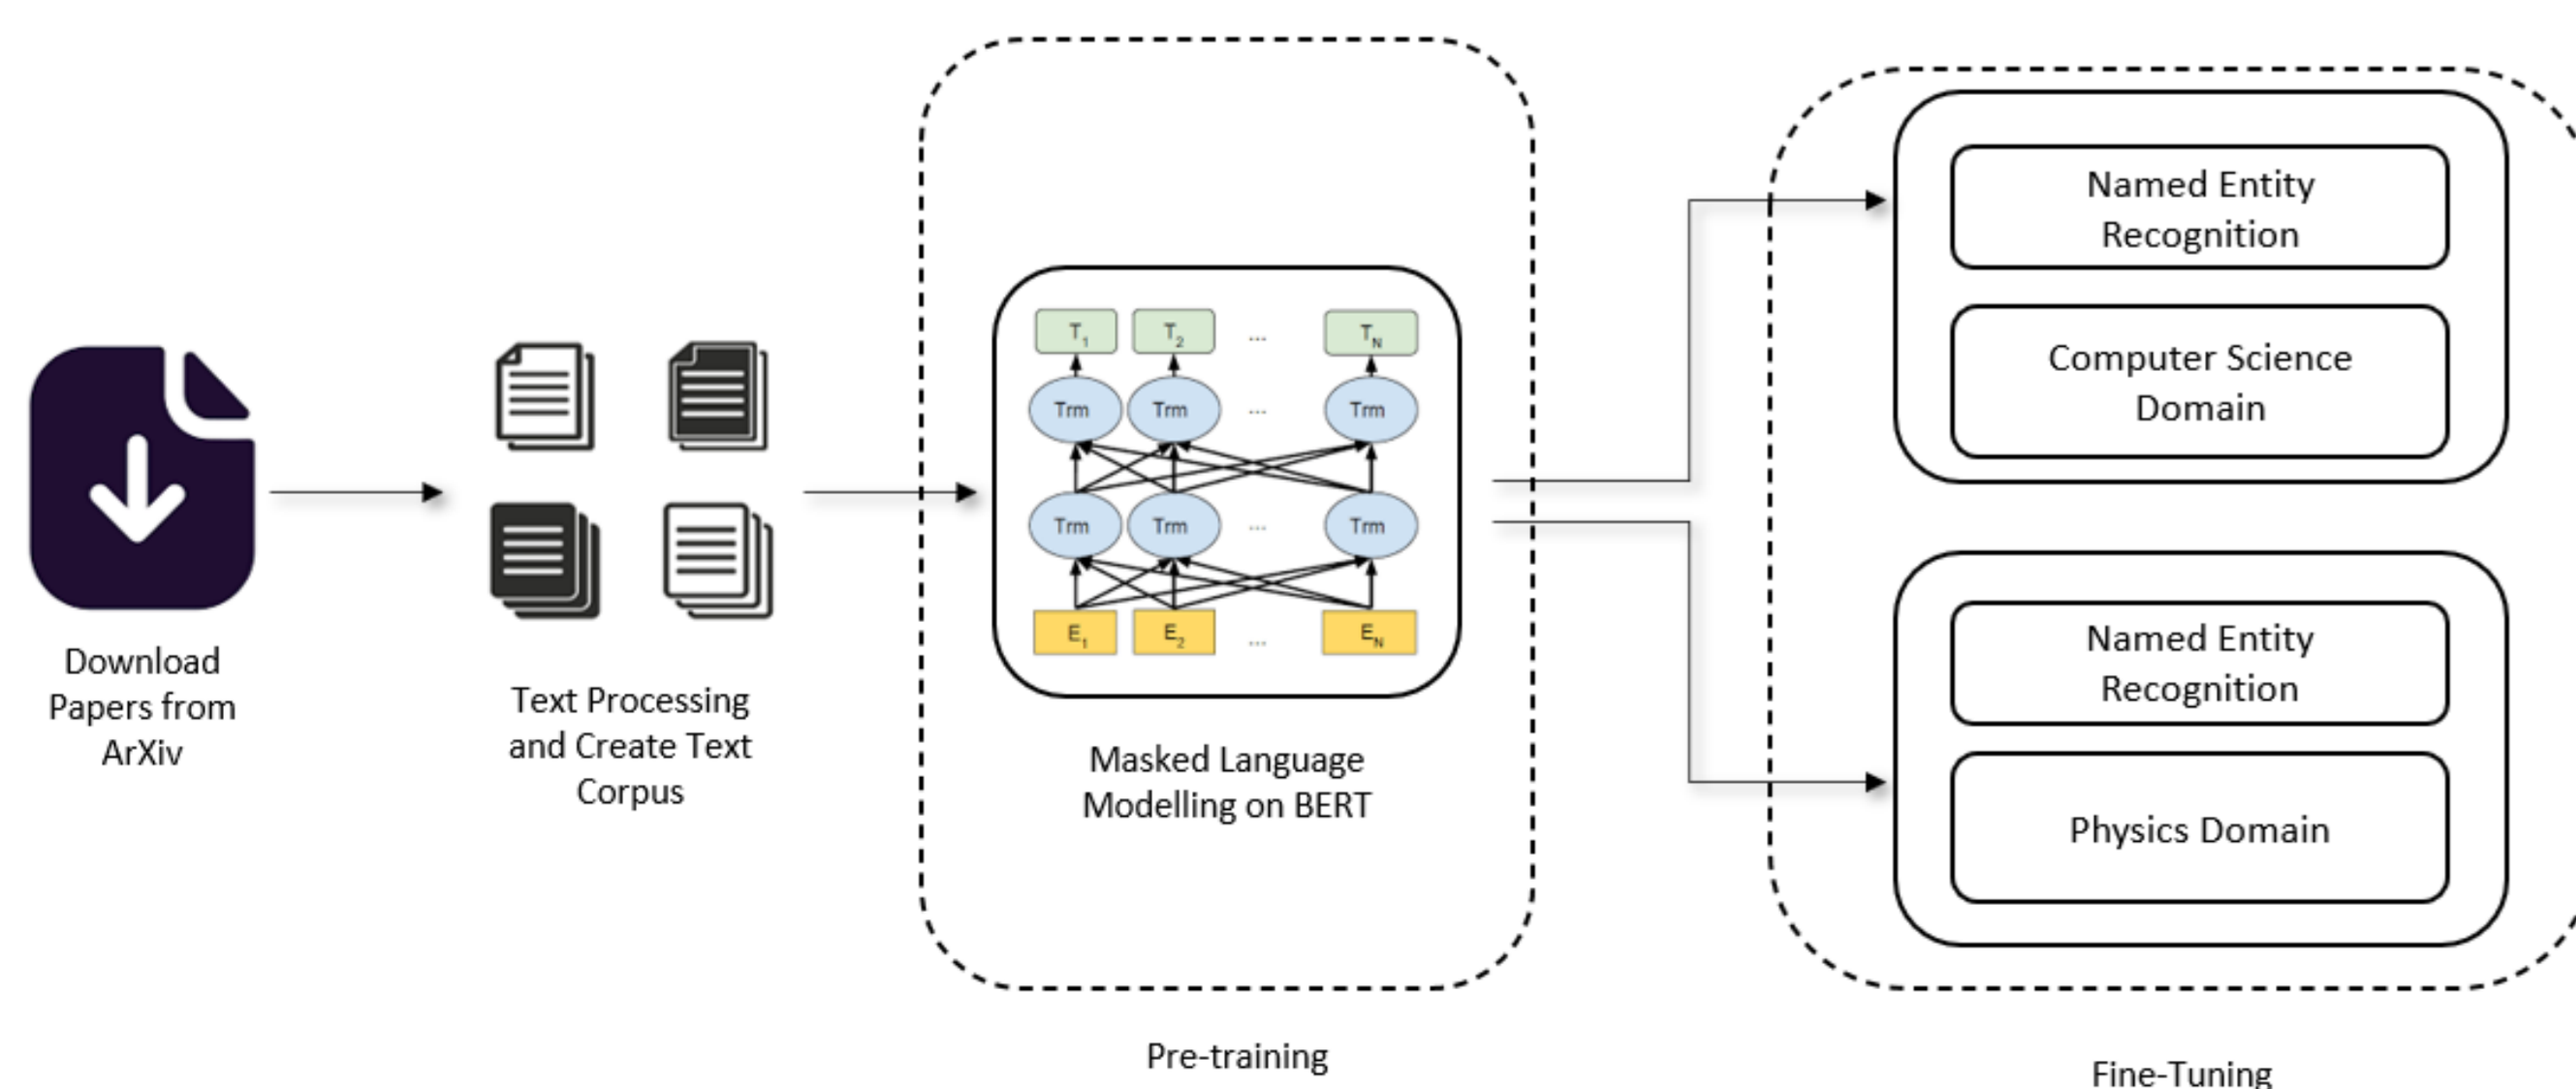 Download
Papers from
ArXiv
Text Processing
and Create Text
Corpus
T1 T2 ... TN
Trm Trm ... Trm
Trm Trm ... Trm
E1 E2 ... EN
Masked Language
Modelling on BERT
Pre-training
Named Entity
Recognition
Computer Science
Domain
Named Entity
Recognition
Physics Domain
Fine-Tuning